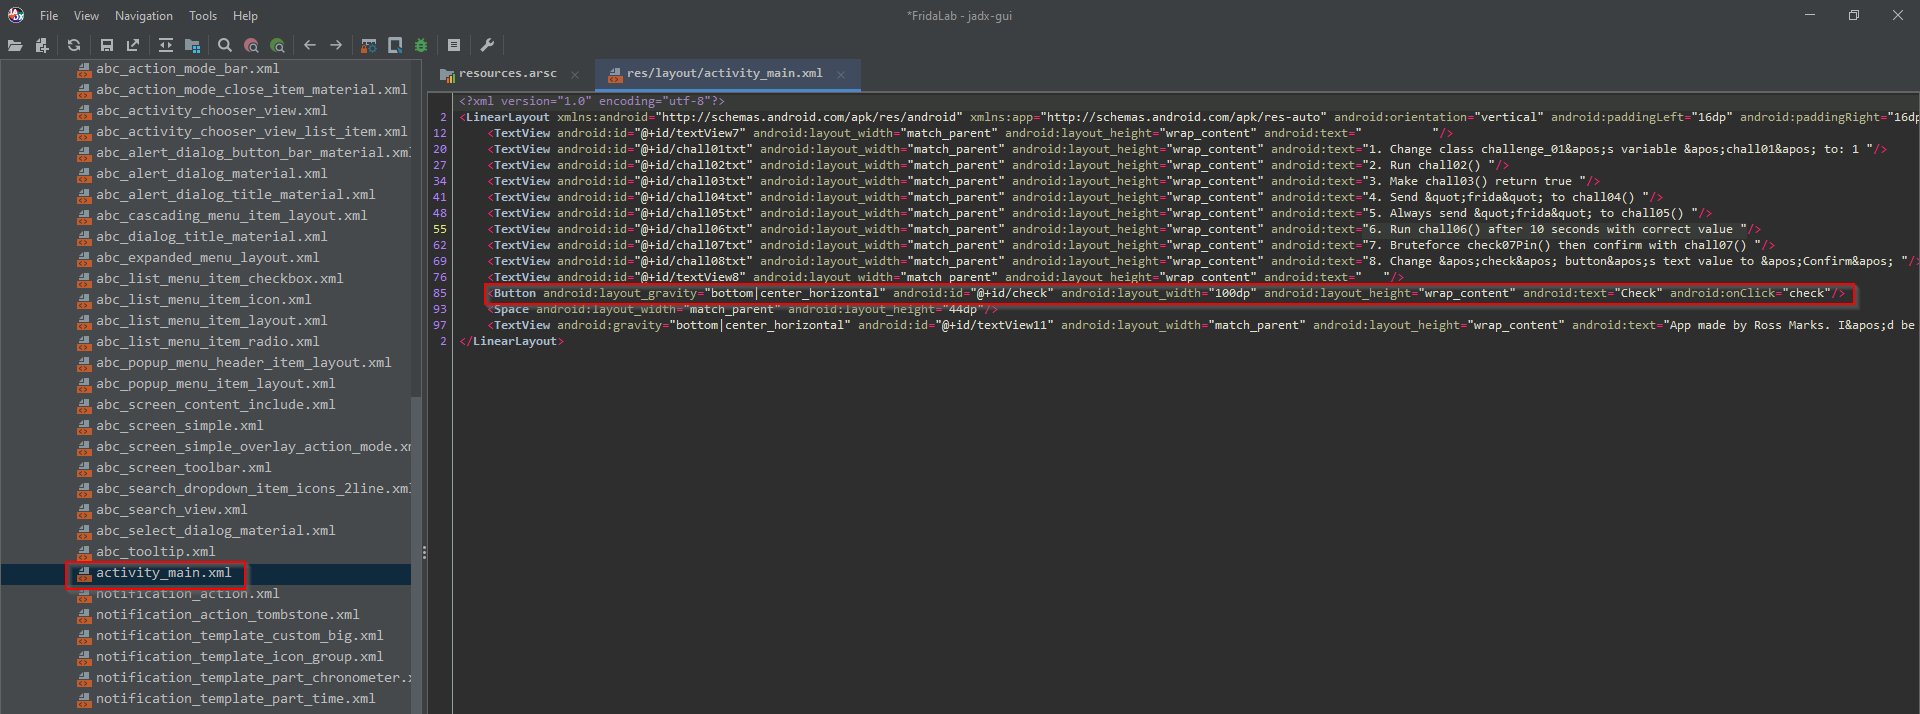 File View Navigation Tools Help *FridaLab - jadx-gui
abc_action_mode_bar.xml
abc_action_mode_close_item_material.xml
abc_activity_chooser_view.xml
abc_activity_chooser_view_list_item.xml
abc_alert_dialog_button_bar_material.xml
abc_alert_dialog_material.xml
abc_alert_dialog_title_material.xml
abc_cascading_menu_item_layout.xml
abc_dialog_title_material.xml
abc_expanded_menu_layout.xml
abc_list_menu_item_checkbox.xml
abc_list_menu_item_icon.xml
abc_list_menu_item_layout.xml
abc_list_menu_item_radio.xml
abc_popup_menu_header_item_layout.xml
abc_popup_menu_item_layout.xml
abc_screen_content_include.xml
abc_screen_simple.xml
abc_screen_simple_overlay_action_mode.xm
abc_screen_toolbar.xml
abc_search_dropdown_item_icons_2line.xml
abc_search_view.xml
abc_select_dialog_material.xml
abc_tooltip.xml
activity_main.xml
notification_action.xml
notification_action_tombstone.xml
notification_template_custom_big.xml
notification_template_icon_group.xml
notification_template_part_chronometer.x
notification_template_part_time.xml
resources.arsc res/layout/activity_main.xml
<?xml version="1.0" encoding="utf-8"?>
2 <LinearLayout xmlns:android="http://schemas.android.com/apk/res/android" xmlns:app="http://schemas.android.com/apk/res-auto" android:orientation="vertical" android:paddingLeft="16dp" android:paddingRight="16dp
12 <TextView android:id="@+id/textView7" android:layout_width="match_parent" android:layout_height="wrap_content" android:text="          "/>
20 <TextView android:id="@+id/chall01txt" android:layout_width="match_parent" android:layout_height="wrap_content" android:text="1. Change class challenge_01&apos;s variable &apos;chall01&apos; to: 1 "/>
27 <TextView android:id="@+id/chall02txt" android:layout_width="match_parent" android:layout_height="wrap_content" android:text="2. Run chall02() "/>
34 <TextView android:id="@+id/chall03txt" android:layout_width="match_parent" android:layout_height="wrap_content" android:text="3. Make chall03() return true "/>
41 <TextView android:id="@+id/chall04txt" android:layout_width="match_parent" android:layout_height="wrap_content" android:text="4. Send &quot;frida&quot; to chall04() "/>
48 <TextView android:id="@+id/chall05txt" android:layout_width="match_parent" android:layout_height="wrap_content" android:text="5. Always send &quot;frida&quot; to chall05() "/>
55 <TextView android:id="@+id/chall06txt" android:layout_width="match_parent" android:layout_height="wrap_content" android:text="6. Run chall06() after 10 seconds with correct value "/>
62 <TextView android:id="@+id/chall07txt" android:layout_width="match_parent" android:layout_height="wrap_content" android:text="7. Bruteforce check07Pin() then confirm with chall07() "/>
69 <TextView android:id="@+id/chall08txt" android:layout_width="match_parent" android:layout_height="wrap_content" android:text="8. Change &apos;check&apos; button&apos;s text value to &apos;Confirm&apos; "/
76 <TextView android:id="@+id/textView8" android:layout_width="match_parent" android:layout_height="wrap_content" android:text="   "/>
85 <Button android:layout_gravity="bottom|center_horizontal" android:id="@+id/check" android:layout_width="100dp" android:layout_height="wrap_content" android:text="Check" android:onClick="check"/>
93 <Space android:layout_width="match_parent" android:layout_height="44dp"/>
97 <TextView android:gravity="bottom|center_horizontal" android:id="@+id/textView11" android:layout_width="match_parent" android:layout_height="wrap_content" android:text="App made by Ross Marks. I&apos;d be
2 </LinearLayout>